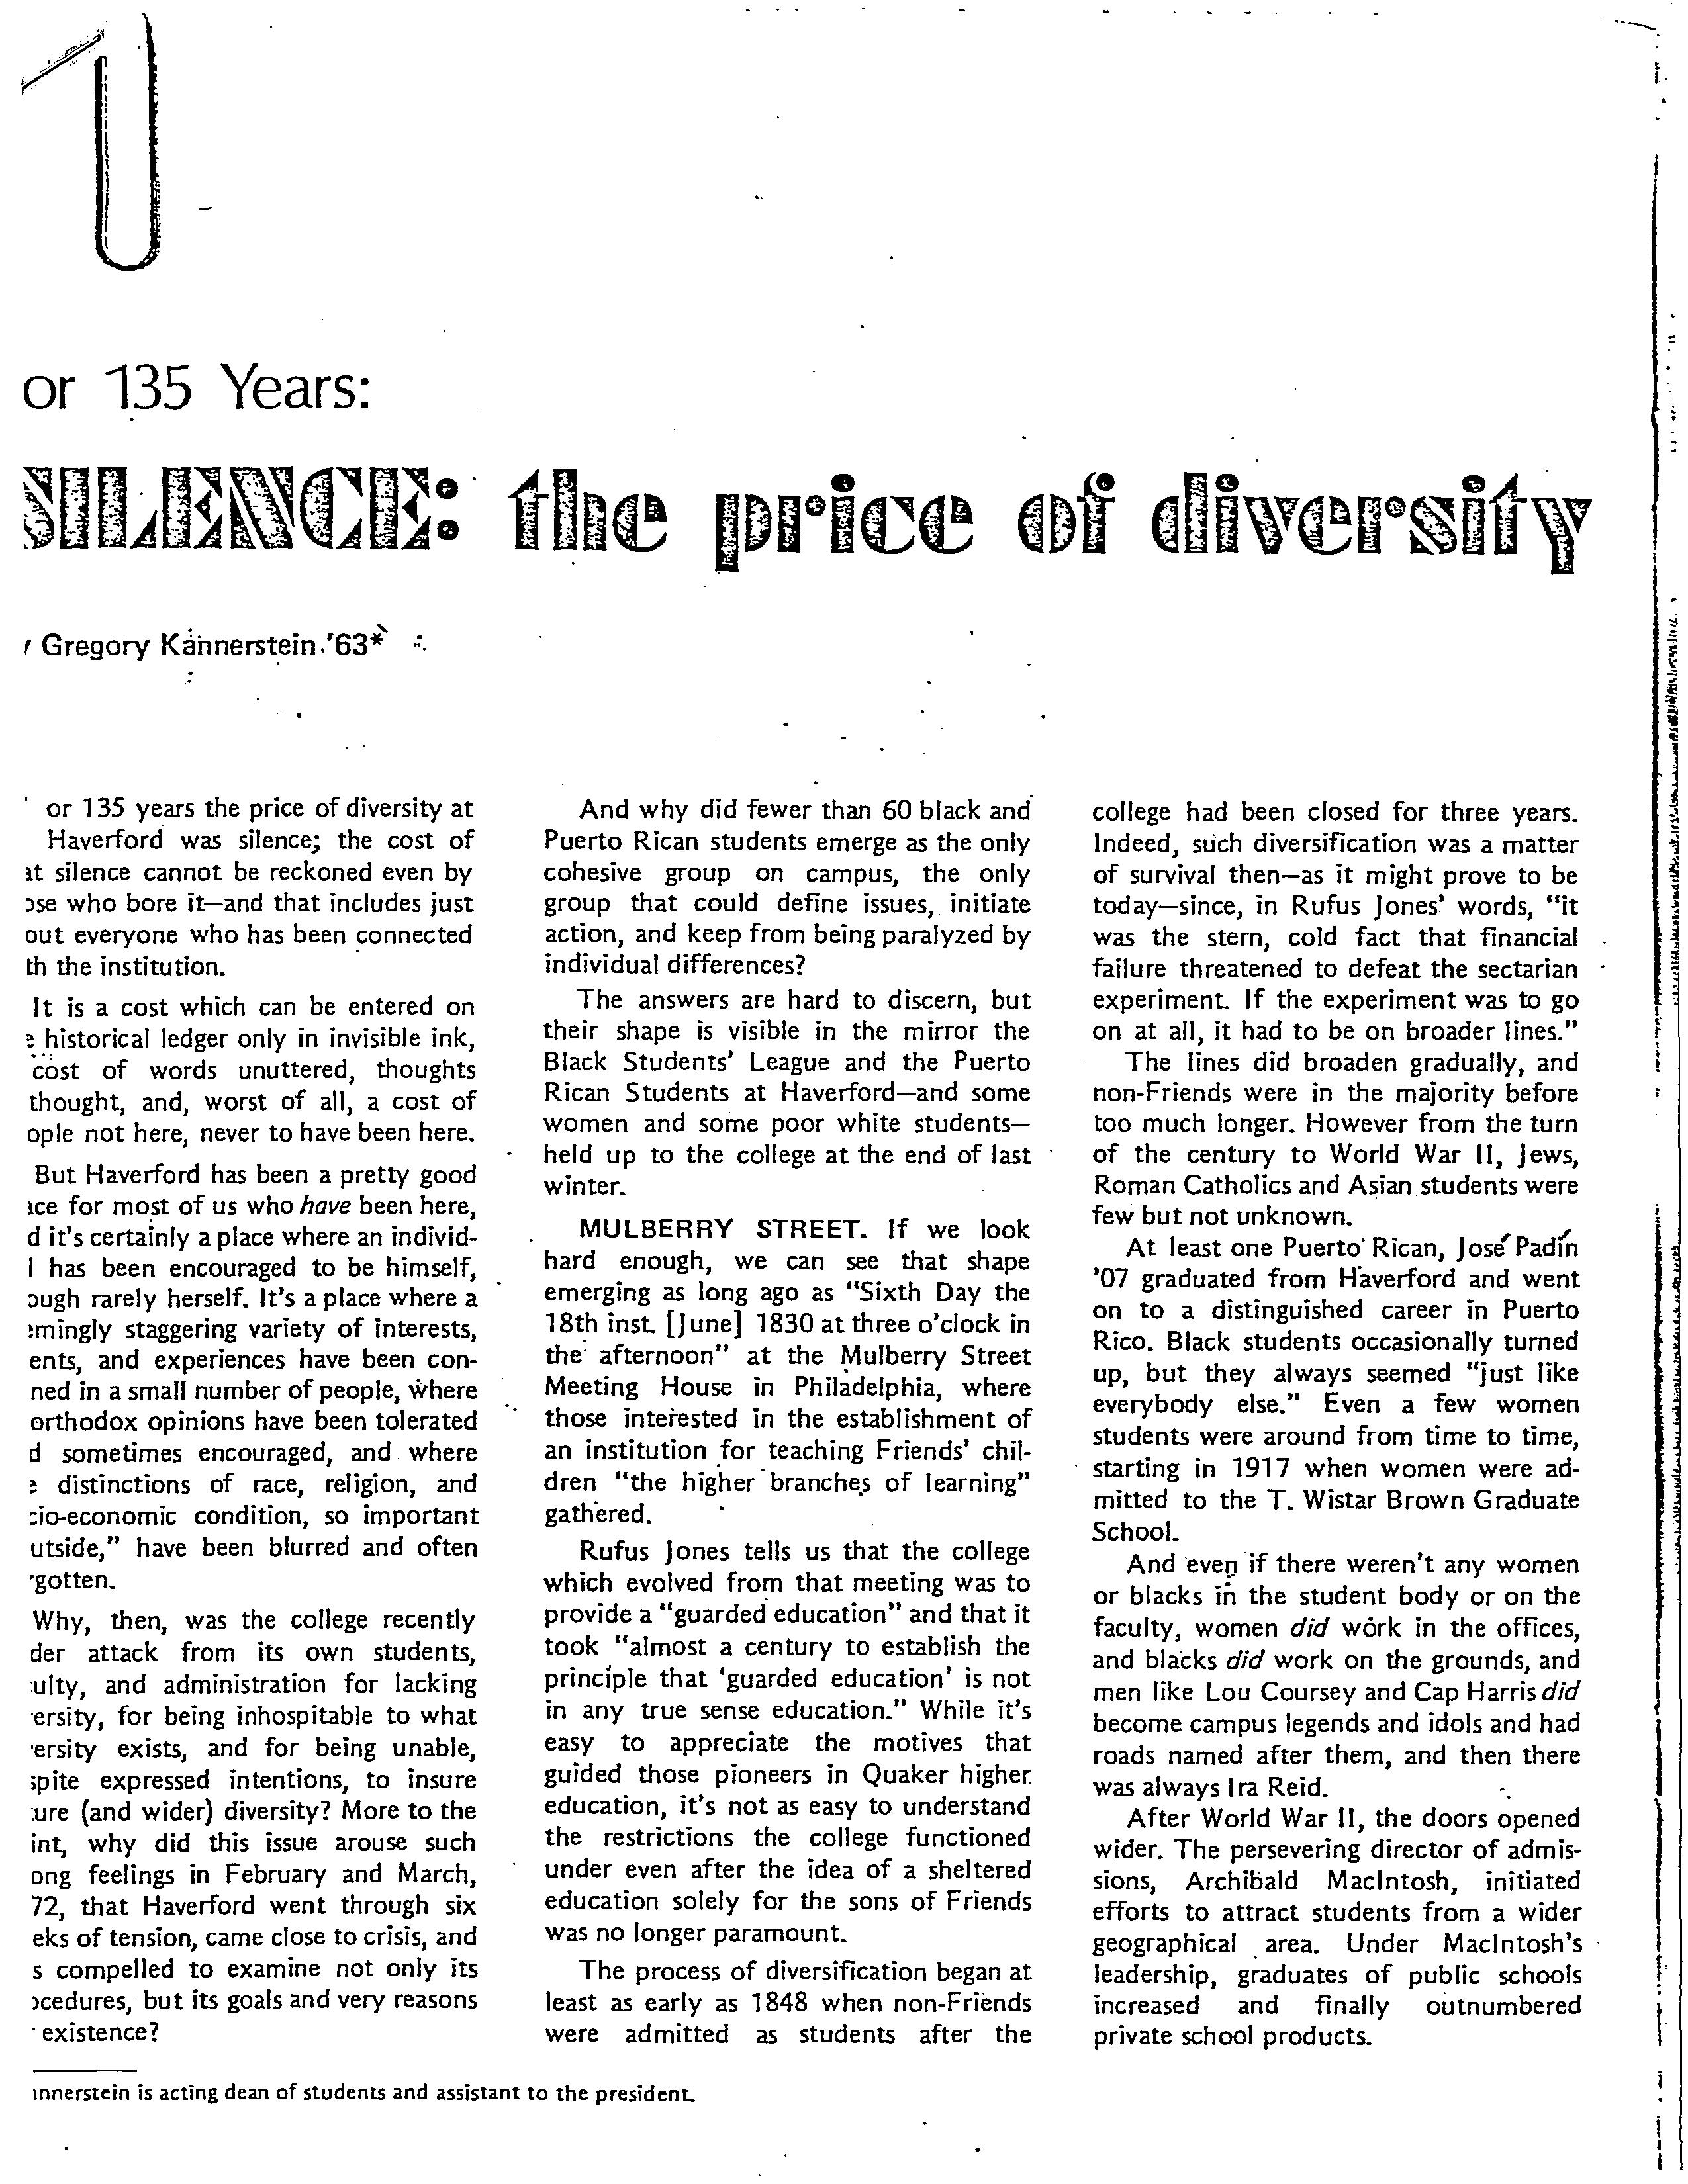 1
or 135 Years:
SILENCE: the price of diversity
Gregory Kannerstein '63*
or 135 years the price of diversity at
Haverford was silence; the cost of
silence cannot be reckoned even by
who bore it—and that includes just
everyone who has been connected
the institution.
It is a cost which can be entered on
historical ledger only in invisible ink,
cost of words unuttered, thoughts
thought, and, worst of all, a cost of
not here, never to have been here.
But Haverford has been a pretty good
for most of us who have been here,
it's certainly a place where an individ-
has been encouraged to be himself,
rarely herself. It's a place where a
staggering variety of interests,
and experiences have been con-
in a small number of people, where
orthodox opinions have been tolerated
sometimes encouraged, and where
distinctions of race, religion, and
condition, so important
utside," have been blurred and often
gotten.
Why, then, was the college recently
der attack from its own students,
ulty, and administration for lacking
ersity, for being inhospitable to what
ersity exists, and for being unable,
spite expressed intentions, to insure
ure (and wider) diversity? More to the
int, why did this issue arouse such
ong feelings in February and March,
72, that Haverford went through six
eks of tension, came close to crisis, and
s compelled to examine not only its
ocedures, but its goals and very reasons
existence?
And why did fewer than 60 black and
Puerto Rican students emerge as the only
cohesive group on campus, the only
group that could define issues, initiate
action, and keep from being paralyzed by
individual differences?
The answers are hard to discern, but
their shape is visible in the mirror the
Black Students' League and the Puerto
Rican Students at Haverford—and some
women and some poor white students—
held up to the college at the end of last
winter.
MULBERRY STREET. If we look
hard enough, we can see that shape
emerging as long ago as "Sixth Day the
18th inst. [June] 1830 at three o'clock in
the afternoon" at the Mulberry Street
Meeting House in Philadelphia, where
those interested in the establishment of
an institution for teaching Friends' chil-
dren "the higher branches of learning"
gathered.
Rufus Jones tells us that the college
which evolved from that meeting was to
provide a "guarded education" and that it
took "almost a century to establish the
principle that 'guarded education' is not
in any true sense education." While it's
easy to appreciate the motives that
guided those pioneers in Quaker higher
education, it's not as easy to understand
the restrictions the college functioned
under even after the idea of a sheltered
education solely for the sons of Friends
was no longer paramount.
The process of diversification began at
least as early as 1848 when non-Friends
were admitted as students after the
college had been closed for three years.
Indeed, such diversification was a matter
of survival then—as it might prove to be
today—since, in Rufus Jones' words, "it
was the stern, cold fact that financial
failure threatened to defeat the sectarian
experiment. If the experiment was to go
on at all, it had to be on broader lines."
The lines did broaden gradually, and
non-Friends were in the majority before
too much longer. However from the turn
of the century to World War II, Jews,
Roman Catholics and Asian students were
few but not unknown.
At least one Puerto Rican, José Padín
'07 graduated from Haverford and went
on to a distinguished career in Puerto
Rico. Black students occasionally turned
up, but they always seemed "just like
everybody else." Even a few women
students were around from time to time,
starting in 1917 when women were ad-
mitted to the T. Wistar Brown Graduate
School.
And even if there weren't any women
or blacks in the student body or on the
faculty, women did work in the offices,
and blacks did work on the grounds, and
men like Lou Coursey and Cap Harris did
become campus legends and idols and had
roads named after them, and then there
was always Ira Reid.
After World War II, the doors opened
wider. The persevering director of admis-
sions, Archibald MacIntosh, initiated
efforts to attract students from a wider
geographical area. Under MacIntosh's
leadership, graduates of public schools
increased and finally outnumbered
private school products.
nnerstein is acting dean of students and assistant to the president.